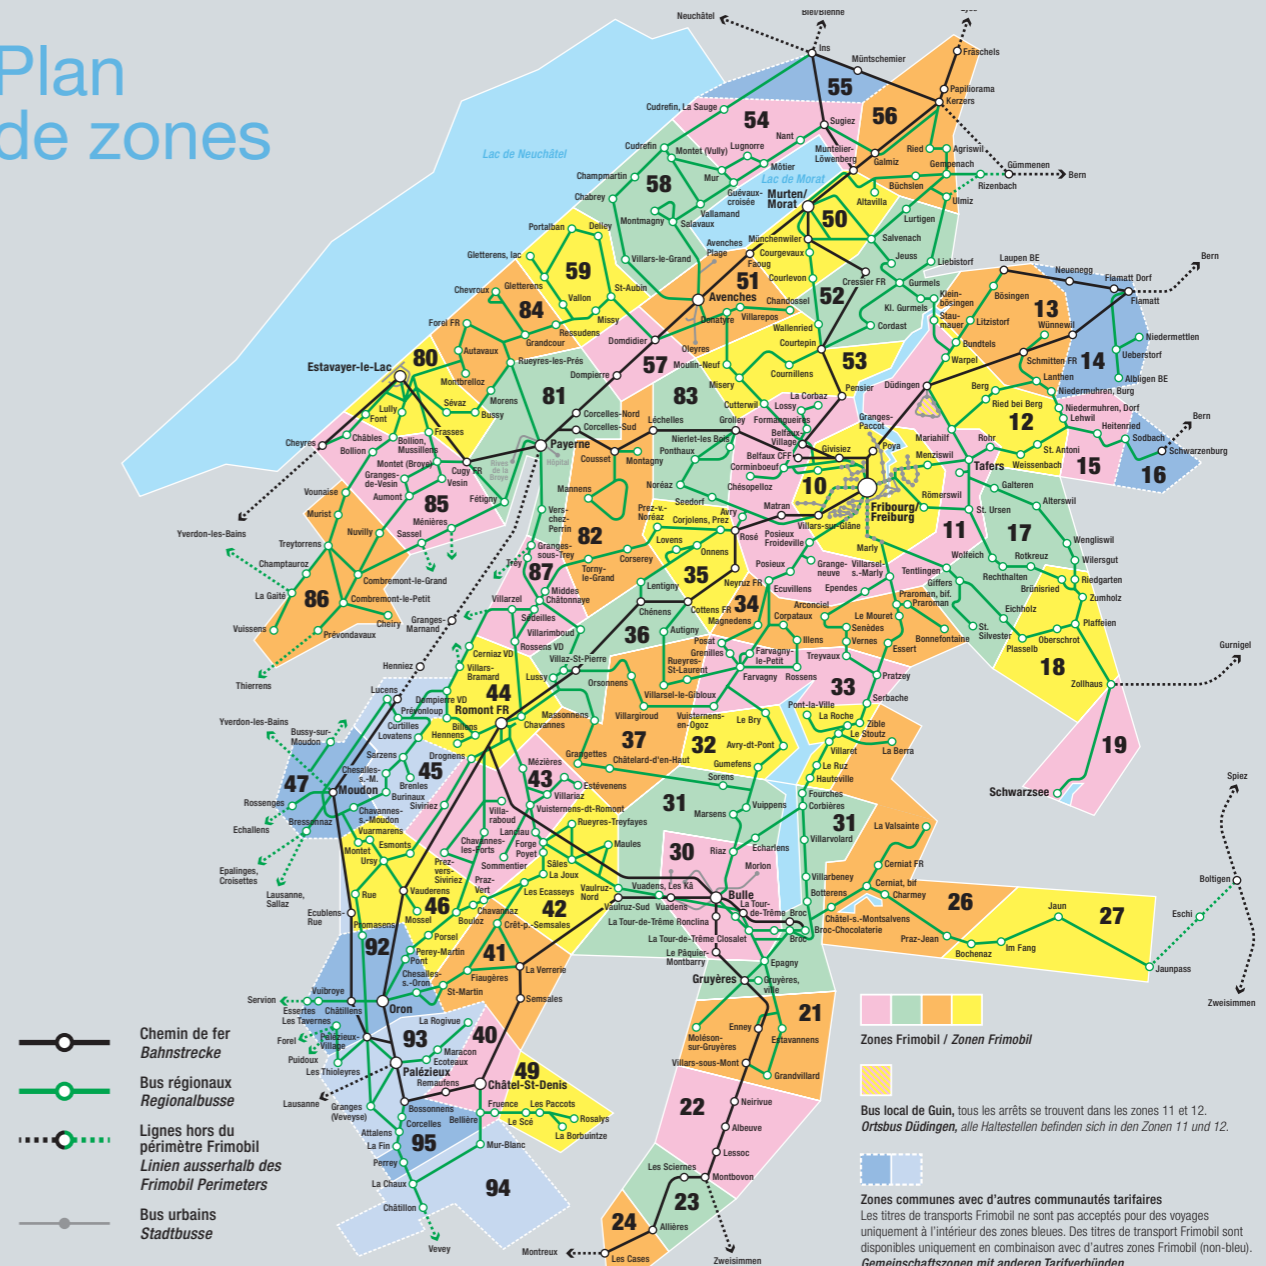 Plan
de zones
Neuchâtel
Biel/Bienne
Lyss
Ins
Müntschemier
Fräschels
Papiliorama
Kerzers
55
Cudrefin, La Sauge
54
Sugiez
56
Nant
Lac de Neuchâtel
Cudrefin
Montet (Vully)
Lugnorre
Muntelier-
Löwenberg
Galmiz
Ried
Agriswil
Gempenach
Gümmenen
Bern
Rizenbach
Champmartin
58
Mur
Môtier
Lac de Morat
Büchslen
Ulmiz
Chabrey
Guévaux-
croisée
Murten/
Morat
Altavilla
Lurtigen
Montmagny
Vallamand
Salavaux
50
Portalban
Delley
Münchenwiler
Salvenach
Avenches
Plage
Courgevaux
Gletterens, lac
Villars-le-Grand
Faoug
Jeuss
Liebistorf
Laupen BE
Neuenegg
Flamatt Dorf
Bern
59
51
Courlevon
Cressier FR
Gurmels
Flamatt
Chevroux
Gletterens
St-Aubin
Avenches
Chandossel
52
Klein-
bösingen
Bösingen
84
Vallon
Donatyre
Villarepos
Kl. Gurmels
Stau-
mauer
Litzistorf
13
Wünnewil
Forel FR
Missy
Ressudens
Wallenried
Cordast
Niedermettlen
Grandcour
Domdidier
Oleyres
Courtepin
Bundtels
14
Ueberstorf
80
Autavaux
Rueyres-les-Prés
57
Moulin-Neuf
53
Warpel
Schmitten FR
Estavayer-le-Lac
Montbrelloz
Dompierre
Misery
Cournillens
Pensier
Düdingen
Lanthen
Albligen BE
Morens
81
83
La Corbaz
Berg
Niedermuhren, Burg
Lully
Font
Sévaz
Bussy
Corcelles-Nord
Corcelles-Sud
Cutterwil
Lossy
Formangueires
Ried bei Berg
Niedermuhren, Dorf
Bern
Léchelles
Grolley
Belfaux-
Village
Granges-
Paccot
12
Lehwil
Heitenried
Cheyres
Châbles
Frasses
Bollion,
Mussillens
Payerne
Nierlet-les Bois
Mariahilf
Rohr
Sodbach
Bollion
Montet (Broye)
Cugy FR
Rives
de la
Broye
Hôpital
Cousset
Montagny
Ponthaux
Belfaux CFF
Givisiez
Poya
Menziswil
St. Antoni
Schwarzenburg
Granges-
de-Vesin
Vesin
Corminboeuf
Tafers
Weissenbach
15
16
Vounaise
Aumont
85
Fétigny
Mannens
Noréaz
Chésopelloz
10
Galteren
Seedorf
Römerswil
Murist
Ménières
Vers-
chez-
Perrin
Prez-v.-
Noréaz
Avry
Matran
Fribourg/
Freiburg
St. Ursen
Alterswil
Nuvilly
Sassel
Corjolens, Prez
Villars-sur-Glâne
11
17
Yverdon-les-Bains
82
Rosé
Posieux
Froideville
Wengliswil
Treytorrens
Granges-
sous-Trey
Lovens
Onnens
Marly
Wolfeich
Rotkreuz
Wilersgut
Champtauroz
Trey
Corserey
Combremont-le-Grand
87
Torny-
le-Grand
35
Neyruz FR
Posieux
Grange-
neuve
Villarsel-
s.-Marly
Tentlingen
Rechthalten
Riedgarten
La Gaité
86
Middes
Châtonnaye
Lentigny
34
Ecuvillens
Ependes
Giffers
Brünisried
Zumholz
Combremont-le-Petit
Villarzel
Sédeilles
Cottens FR
Arconciel
Praroman, bif.
Praroman
Eichholz
Chênens
Magnedens
Corpataux
Le Mouret
Vuissens
Cheiry
Granges-
Marnand
Villarimboud
36
Autigny
Senèdes
St.
Silvester
Plaffeien
Prévondavaux
Rossens VD
Posat
Illens
Vernes
Bonnefontaine
Oberschrot
Cerniaz VD
Villaz-St-Pierre
Grenilles
Farvagny-
le-Petit
Essert
Plasselb
Gurnigel
Henniez
Villars-
Bramard
Rueyres-
St-Laurent
Treyvaux
18
Thierrens
Lussy
Orsonnens
Farvagny
Rossens
Pratzey
Zollhaus
Lucens
44
Villarsel-le-Gibloux
33
Serbache
Dompierre VD
Prévonloup
Romont FR
Massonnens
Villargiroud
Vuisternens-
en-Ogoz
Le Bry
Pont-la-Ville
La Roche
Zible
Yverdon-les-Bains
Curtilles
Lovatens
Billens
Chavannes
Le Stoutz
Bussy-sur-
Moudon
Hennens
37
32
Avry-dt-Pont
Villaret
La Berra
19
Sarzens
Drognens
Grangettes
Châtelard-d'en-Haut
Gumefens
Le Ruz
45
Mézières
Hauteville
Chesalles-
s.-M.
Brenles
43
Estévenens
Sorens
Spiez
47
Moudon
Burinaux
Villariaz
Vuippens
Fourches
Schwarzsee
Rossenges
Siviriez
Villa-
raboud
Vuisternens-dt-Romont
31
Corbières
Chavannes-
s.-Moudon
Marsens
Bressonnaz
Rueyres-Treyfayes
31
Echallens
Vuarmarens
Chavannes-
les-Forts
Lanciau
Forge
Poyet
La Valsainte
Esmonts
Villarvolard
Montet
Ursy
Maules
Riaz
Echarlens
Epalinges,
Croisettes
Prez-
vers-
Siviriez
Sommentier
30
Morlon
Cerniat FR
Sâles
La Joux
Lausanne,
Sallaz
Rue
Vauderens
Praz-
Vert
Les Ecasseys
Vaulruz-
Nord
Vuadens, Les Kâ
Villarbeney
Cerniat, bif
Boltigen
46
Bulle
Botterens
Charmey
Ecublens-
Rue
Mossel
Chavannaz
42
Vaulruz-Sud
Vuadens
La Tour-
de-Trême
Broc
26
27
Bouloz
Crêt-p.-Semsales
La Tour-de-Trême Ronclina
Châtel-s.-Montsalvens
Jaun
Eschi
Promasens
Broc-Chocolaterie
Porsel
92
La Tour-de-Trême Closalet
Broc
Praz-Jean
Im Fang
Perey-Martin
Pont
41
Le Pâquier-
Montbarry
Bochenaz
Chesalles-
s.-Oron
La Verrerie
Epagny
Jaunpass
Fiaugères
Vuibroye
St-Martin
Gruyères
Gruyères,
ville
Servion
Semsales
Zweisimmen
Essertes
Châtillens
Oron
21
Les Tavernes
La Rogivue
Enney
Forel
Palézieux-
Village
93
40
Moléson-
sur-Gruyères
Estavannens
Zones Frimobil / Zonen Frimobil
Puidoux
Maracon
Ecoteaux
Les Thioleyres
Palézieux
49
Villars-sous-Mont
Grandvillard
Remaufens
Châtel-St-Denis
Lausanne
Granges
(Veveyse)
Bossonnens
Fruence
Les Paccots
22
Neirivue
Corcelles
Le Scé
Rosalys
Attalens
Bellière
La Borbuintze
Albeuve
La Fin
95
Mur-Blanc
Perrey
Lessoc
Les Sciernes
La Chaux
94
Montbovon
Châtillon
23
24
Allières
Vevey
Montreux
Les Cases
Zweisimmen
Chemin de fer
Bahnstrecke
Bus régionaux
Regionalbusse
Lignes hors du
périmètre Frimobil
Linien ausserhalb des
Frimobil Perimeters
Bus urbains
Stadtbusse
Bus local de Guin, tous les arrêts se trouvent dans les zones 11 et 12.
Ortsbus Düdingen, alle Haltestellen befinden sich in den Zonen 11 und 12.
Zones communes avec d'autres communautés tarifaires
Les titres de transports Frimobil ne sont pas acceptés pour des voyages
uniquement à l'intérieur des zones bleues. Des titres de transport Frimobil sont
disponibles uniquement en combinaison avec d'autres zones Frimobil (non-bleu).
Gemeinschaftszonen mit anderen Tarifverbünden